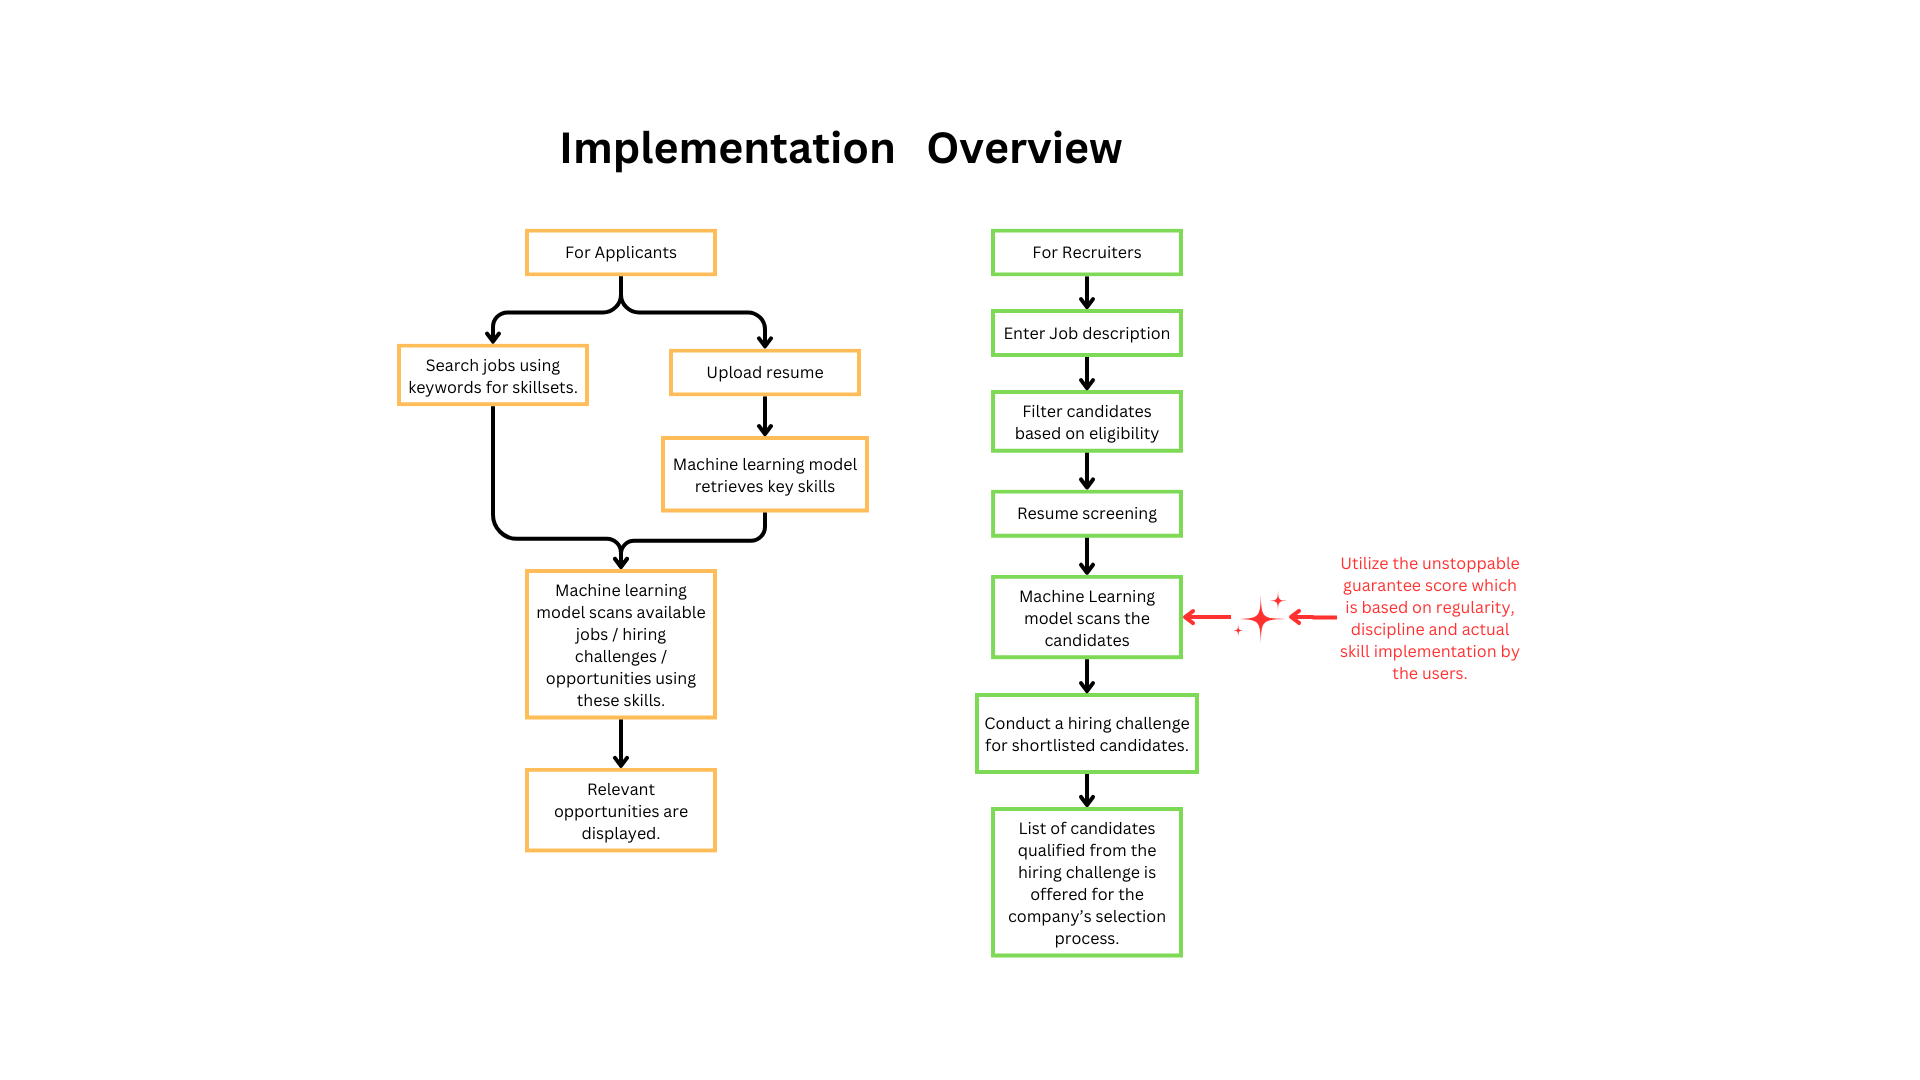 Implementation Overview
For Applicants
Search jobs using
keywords for skillsets.
Upload resume
Machine learning model
retrieves key skills
Machine learning
model scans available
jobs / hiring
challenges /
opportunities using
these skills.
Relevant
opportunities are
displayed.
For Recruiters
Enter Job description
Filter candidates
based on eligibility
Resume screening
Machine Learning
model scans the
candidates
Utilize the unstoppable
guarantee score which
is based on regularity,
discipline and actual
skill implementation by
the users.
Conduct a hiring challenge
for shortlisted candidates.
List of candidates
qualified from the
hiring challenge is
offered for the
company’s selection
process.